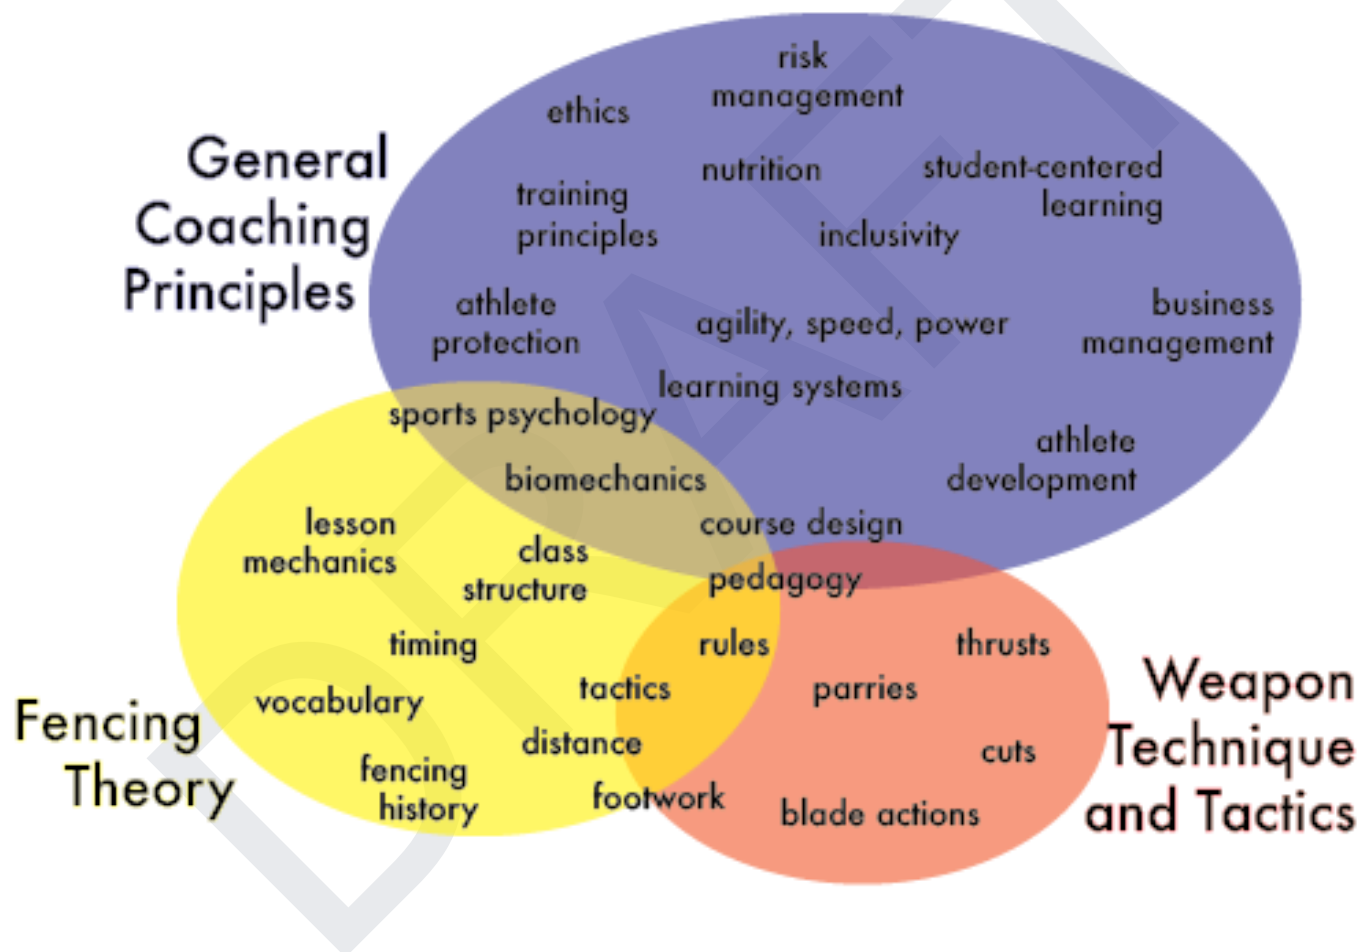 General
Coaching
Principles
risk
management
ethics
nutrition
student-centered
learning
training
principles
inclusivity
athlete
protection
agility, speed, power
business
management
learning systems
sports psychology
athlete
development
biomechanics
course design
lesson
mechanics
class
structure
pedagogy
timing
rules
thrusts
tactics
parries
vocabulary
distance
cuts
fencing
history
footwork
blade actions
Fencing
Theory
Weapon
Technique
and Tactics
DRAFT